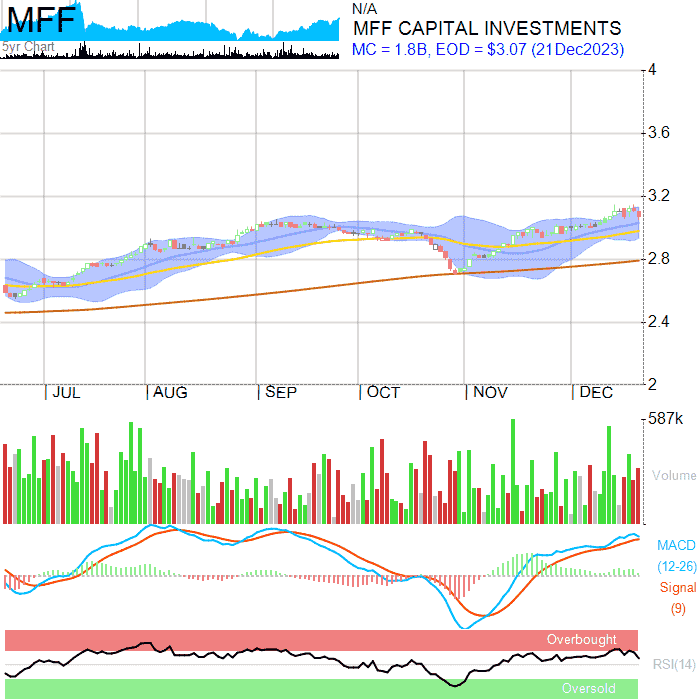 MFF
5yr Chart
N/A
MFF CAPITAL INVESTMENTS
MC = 1.8B, EOD = $3.07 (21Dec2023)
4
3.6
3.2
2.8
2.4
2
JUL AUG SEP OCT NOV DEC
587k
Volume
MACD
(12-26)
Signal
(9)
Overbought
RSI(14)
Oversold